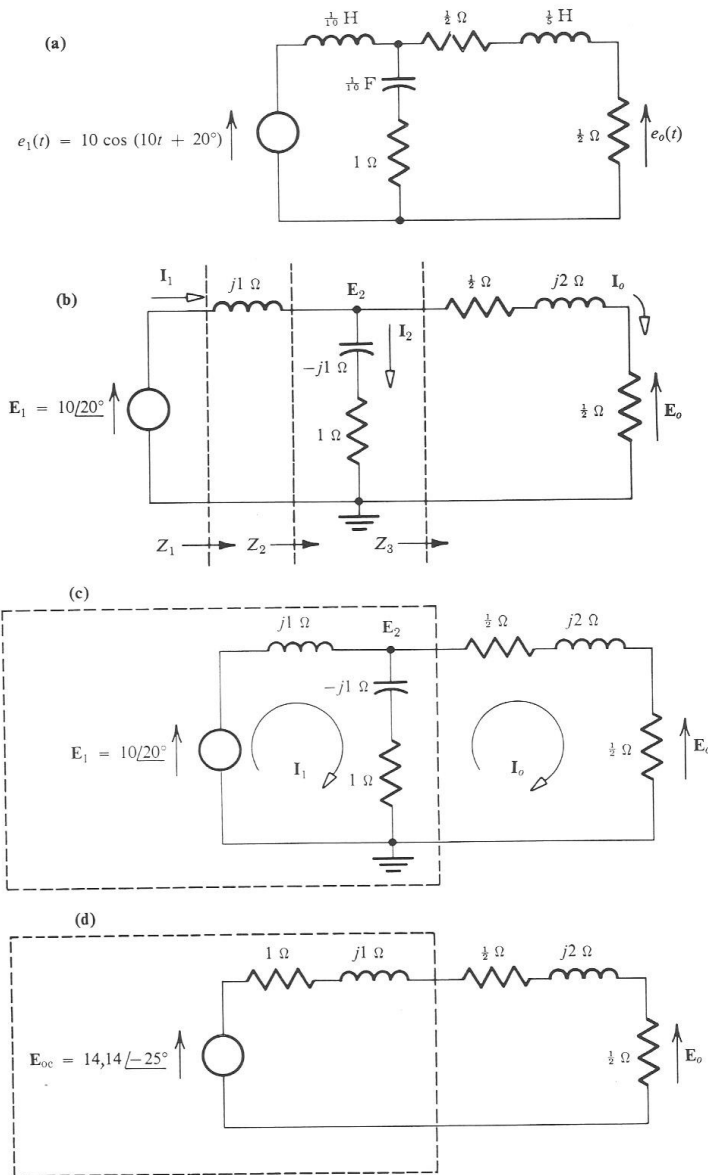 (a)
1/10 H
1/2 Ω
1/5 H
1/10 F
e₁(t) = 10 cos (10t + 20°)
1 Ω
1/2 Ω
eₒ(t)
(b)
I₁
j1 Ω
E₂
1/2 Ω
j2 Ω
Iₒ
I₂
−j1 Ω
E₁ = 10/20°
1 Ω
1/2 Ω
Eₒ
Z₁
Z₂
Z₃
(c)
j1 Ω
E₂
1/2 Ω
j2 Ω
−j1 Ω
E₁ = 10/20°
I₁
1 Ω
Iₒ
1/2 Ω
Eₒ
(d)
1 Ω
j1 Ω
1/2 Ω
j2 Ω
Eoc = 14,14 /−25°
1/2 Ω
Eₒ